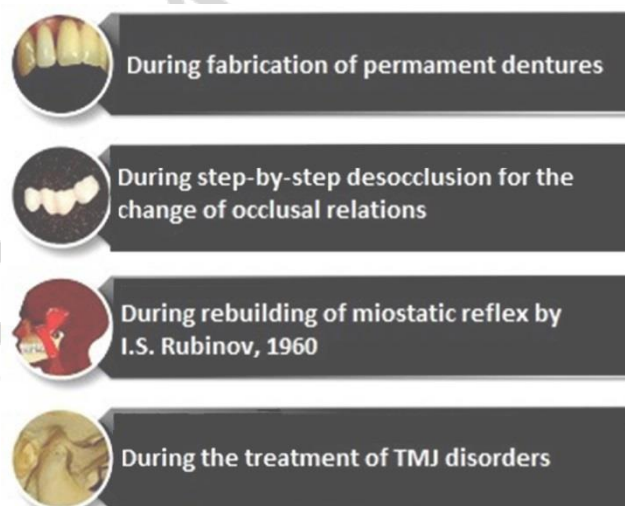 During fabrication of permament dentures
During step-by-step desocclusion for the
change of occlusal relations
During rebuilding of miostatic reflex by
I.S. Rubinov, 1960
During the treatment of TMJ disorders